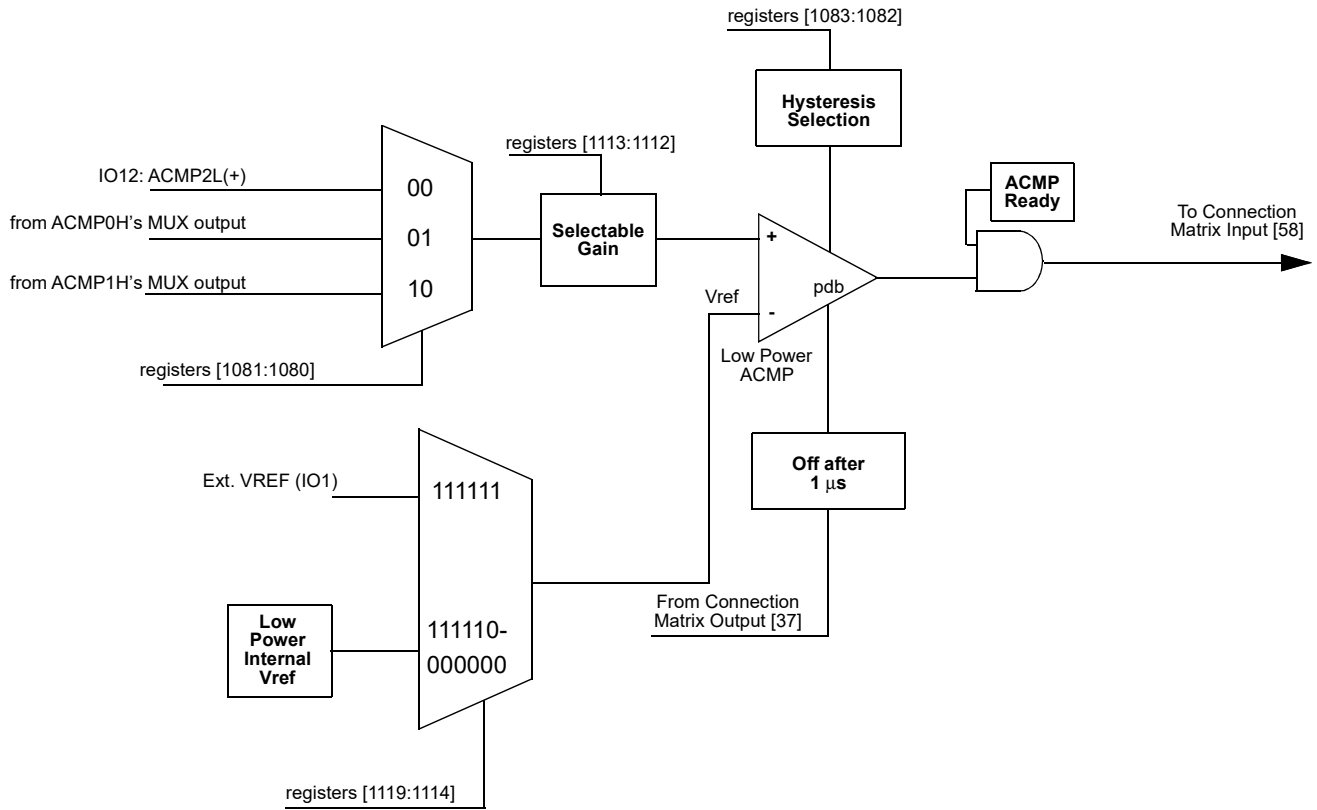 registers [1083:1082]
Hysteresis
Selection
registers [1113:1112]
IO12: ACMP2L(+)
00
from ACMP0H's MUX output
01
from ACMP1H's MUX output
10
Selectable
Gain
registers [1081:1080]
+
Vref
-
pdb
Low Power
ACMP
ACMP
Ready
To Connection
Matrix Input [58]
Off after
1 μs
Ext. VREF (IO1)
111111
From Connection
Matrix Output [37]
Low
Power
Internal
Vref
111110-
000000
registers [1119:1114]